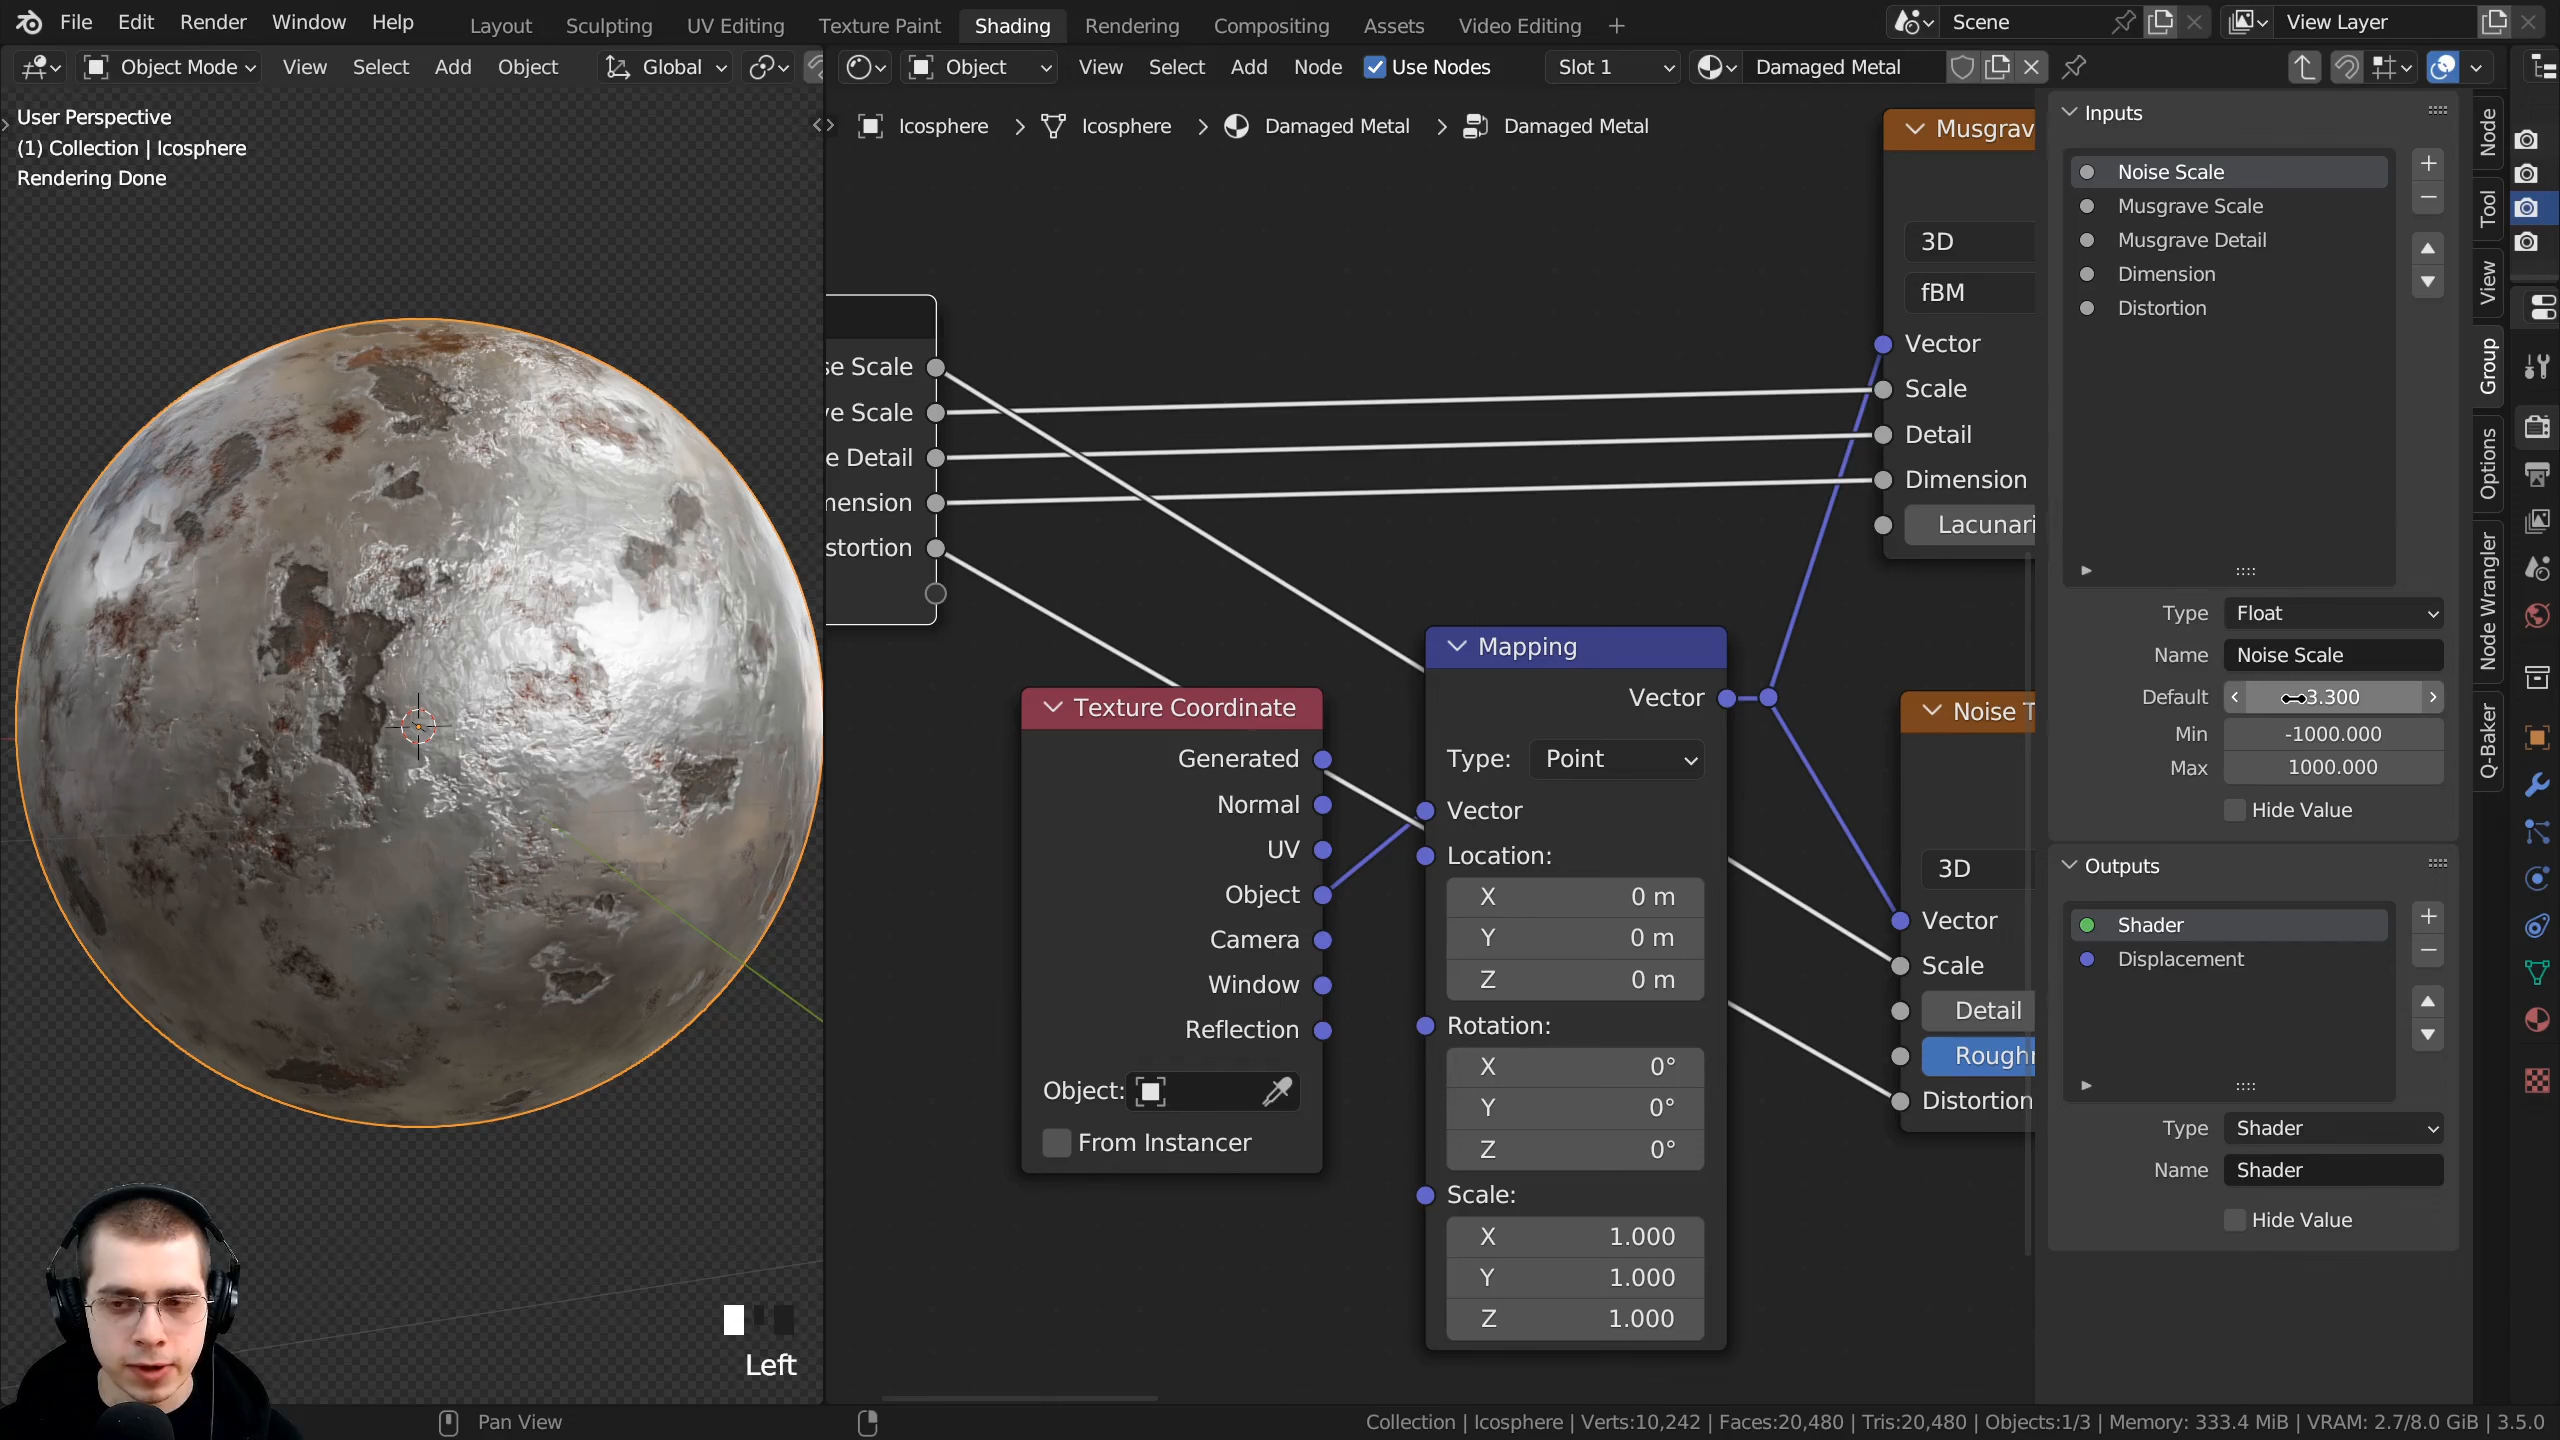 File Edit Render Window Help Layout Sculpting UV Editing Texture Paint Shading Rendering Compositing Assets Video Editing + Scene View Layer
Object Mode View Select Add Object Global Object View Select Add Node Use Nodes Slot 1 Damaged Metal
User Perspective
(1) Collection | Icosphere
Rendering Done
Icosphere > Icosphere > Damaged Metal > Damaged Metal
se Scale
ve Scale
e Detail
mension
stortion
Texture Coordinate
Generated
Normal
UV
Object
Camera
Window
Reflection
Object:
From Instancer
Mapping
Vector
Type: Point
Vector
Location:
X 0 m
Y 0 m
Z 0 m
Rotation:
X 0°
Y 0°
Z 0°
Scale:
X 1.000
Y 1.000
Z 1.000
Musgrav
3D
fBM
Vector
Scale
Detail
Dimension
Lacunari
Noise T
3D
Vector
Scale
Detail
Roughr
Distortion
Inputs
Noise Scale
Musgrave Scale
Musgrave Detail
Dimension
Distortion
Type Float
Name Noise Scale
Default 3.300
Min -1000.000
Max 1000.000
Hide Value
Outputs
Shader
Displacement
Type Shader
Name Shader
Hide Value
Node
Tool
View
Group
Options
Node Wrangler
Q-Baker
Left
Pan View
Collection | Icosphere | Verts:10,242 | Faces:20,480 | Tris:20,480 | Objects:1/3 | Memory: 333.4 MiB | VRAM: 2.7/8.0 GiB | 3.5.0